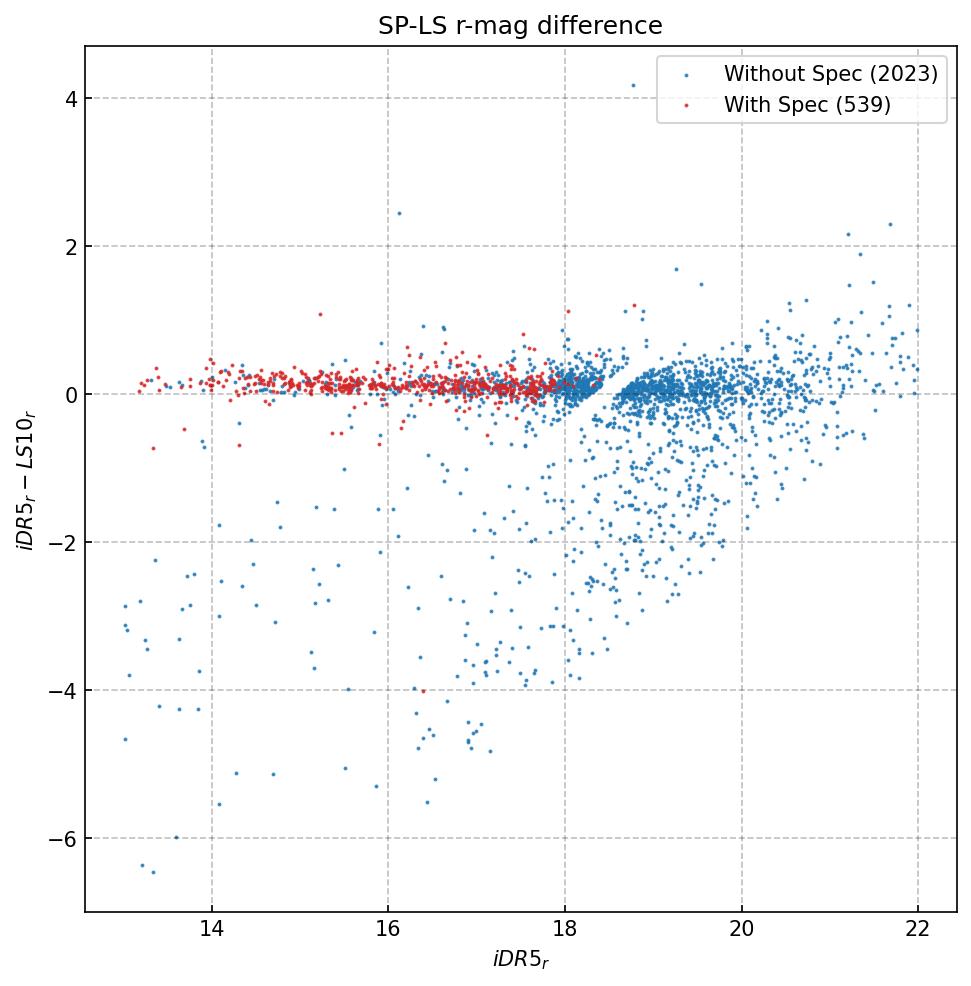 SP-LS r-mag difference
Without Spec (2023)
With Spec (539)
4
2
0
−2
−4
−6
iDR5r − LS10r
14
16
18
20
22
iDR5r